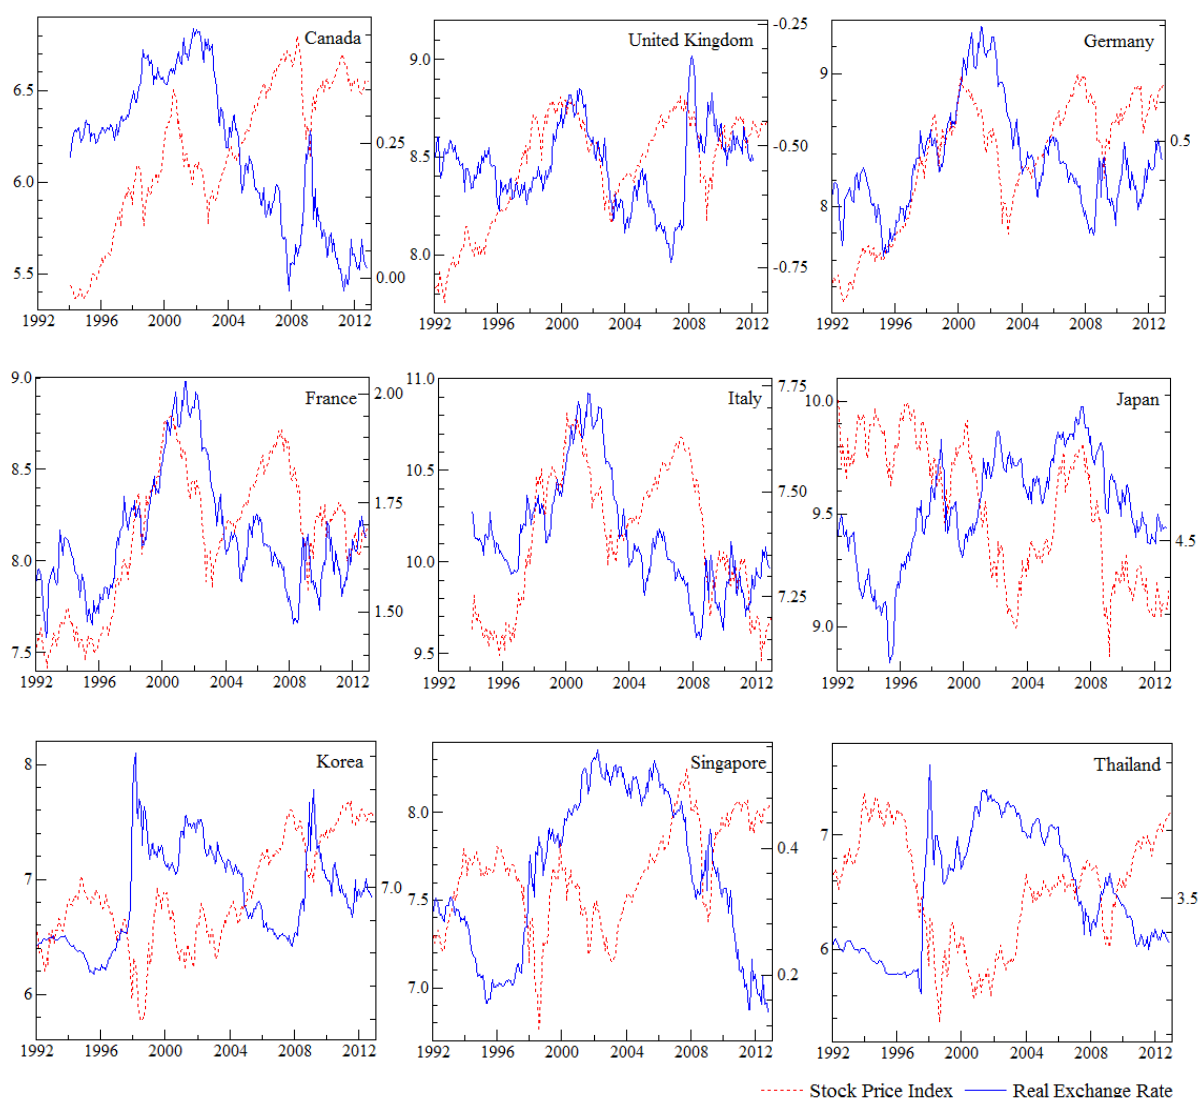 Canada
6.5
6.0
5.5
0.25
0.00
1992 1996 2000 2004 2008 2012
United Kingdom
9.0
8.5
8.0
-0.25
-0.50
-0.75
1992 1996 2000 2004 2008 2012
Germany
9
8
0.5
1992 1996 2000 2004 2008 2012
France
9.0
8.5
8.0
7.5
2.00
1.75
1.50
1992 1996 2000 2004 2008 2012
Italy
11.0
10.5
10.0
9.5
7.75
7.50
7.25
1992 1996 2000 2004 2008 2012
Japan
10.0
9.5
9.0
4.5
1992 1996 2000 2004 2008 2012
Korea
8
7
6
7.0
1992 1996 2000 2004 2008 2012
Singapore
8.0
7.5
7.0
0.4
0.2
1992 1996 2000 2004 2008 2012
Thailand
7
6
3.5
1992 1996 2000 2004 2008 2012
Stock Price Index Real Exchange Rate